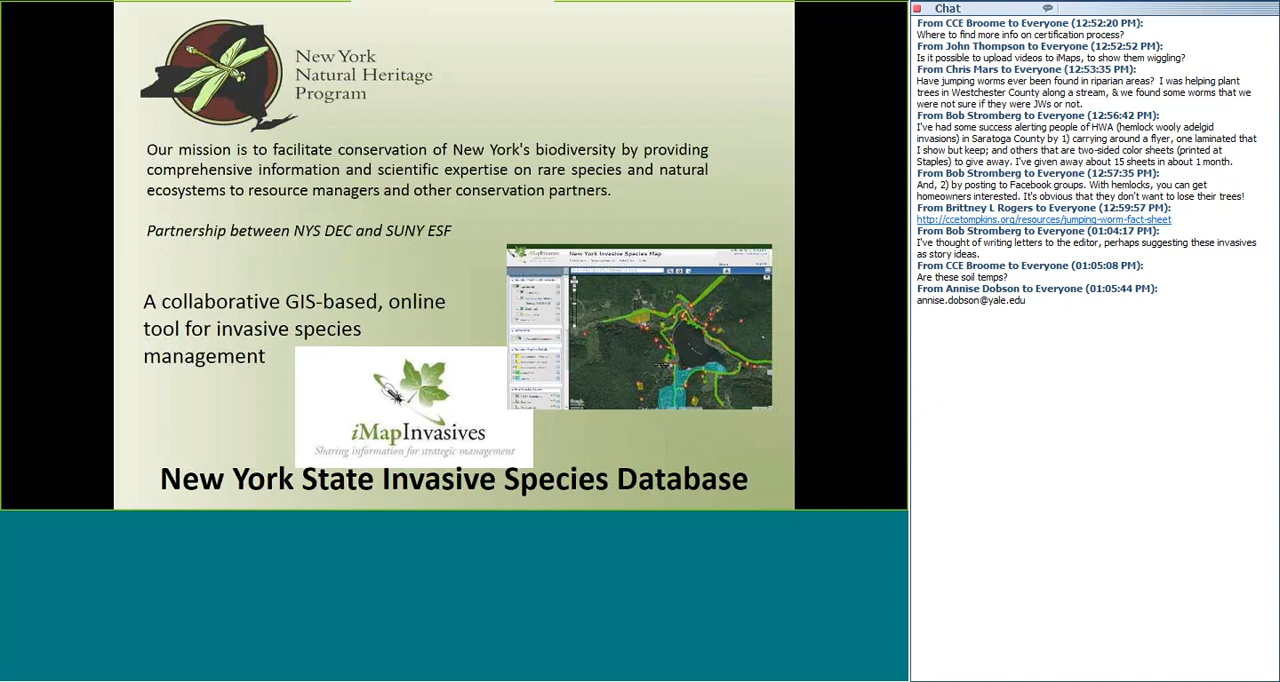 New York
Natural Heritage
Program
Our mission is to facilitate conservation of New York's biodiversity by providing
comprehensive information and scientific expertise on rare species and natural
ecosystems to resource managers and other conservation partners.
Partnership between NYS DEC and SUNY ESF
A collaborative GIS-based, online
tool for invasive species
management
New York Invasive Species Map
iMapInvasives
Sharing information for strategic management
New York State Invasive Species Database
Chat
From CCE Broome to Everyone (12:52:20 PM):
Where to find more info on certification process?
From John Thompson to Everyone (12:52:52 PM):
Is it possible to upload videos to iMaps, to show them wiggling?
From Chris Mars to Everyone (12:53:35 PM):
Have jumping worms ever been found in riparian areas? I was helping plant
trees in Westchester County along a stream, & we found some worms that we
were not sure if they were JWs or not.
From Bob Stromberg to Everyone (12:56:42 PM):
I've had some success alerting people of HWA (hemlock wooly adelgid
invasions) in Saratoga County by 1) carrying around a flyer, one laminated that
I show but keep; and others that are two-sided color sheets (printed at
Staples) to give away. I've given away about 15 sheets in about 1 month.
From Bob Stromberg to Everyone (12:57:35 PM):
And, 2) by posting to Facebook groups. With hemlocks, you can get
homeowners interested. It's obvious that they don't want to lose their trees!
From Brittney L Rogers to Everyone (12:59:57 PM):
http://ccetompkins.org/resources/jumping-worm-fact-sheet
From Bob Stromberg to Everyone (01:04:17 PM):
I've thought of writing letters to the editor, perhaps suggesting these invasives
as story ideas.
From CCE Broome to Everyone (01:05:08 PM):
Are these soil temps?
From Annise Dobson to Everyone (01:05:44 PM):
annise.dobson@yale.edu